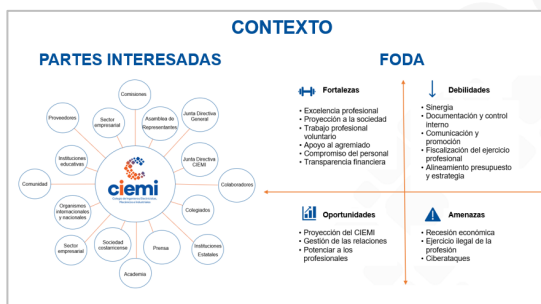 CONTEXTO
PARTES INTERESADAS
Comisiones
Proveedores
Sector
empresarial
Asamblea de
Representantes
Junta Directiva
General
Instituciones
educativas
Junta Directiva
CIEMI
Comunidad
ciemi
Colaboradores
Organismos
internacionales
y nacionales
Colegiados
Sector
empresarial
Sociedad
costarricense
Prensa
Instituciones
Estatales
Academia
FODA
Fortalezas
• Excelencia profesional
• Proyección a la sociedad
• Trabajo profesional
voluntario
• Apoyo al agremiado
• Compromiso del personal
• Transparencia financiera
Debilidades
• Sinergia
• Documentación y control
interno
• Comunicación y
promoción
• Fiscalización del ejercicio
profesional
• Alineamiento presupuesto
y estrategia
Oportunidades
• Proyección del CIEMI
• Gestión de las relaciones
• Potenciar a los
profesionales
Amenazas
• Recesión económica
• Ejercicio ilegal de la
profesión
• Ciberataques